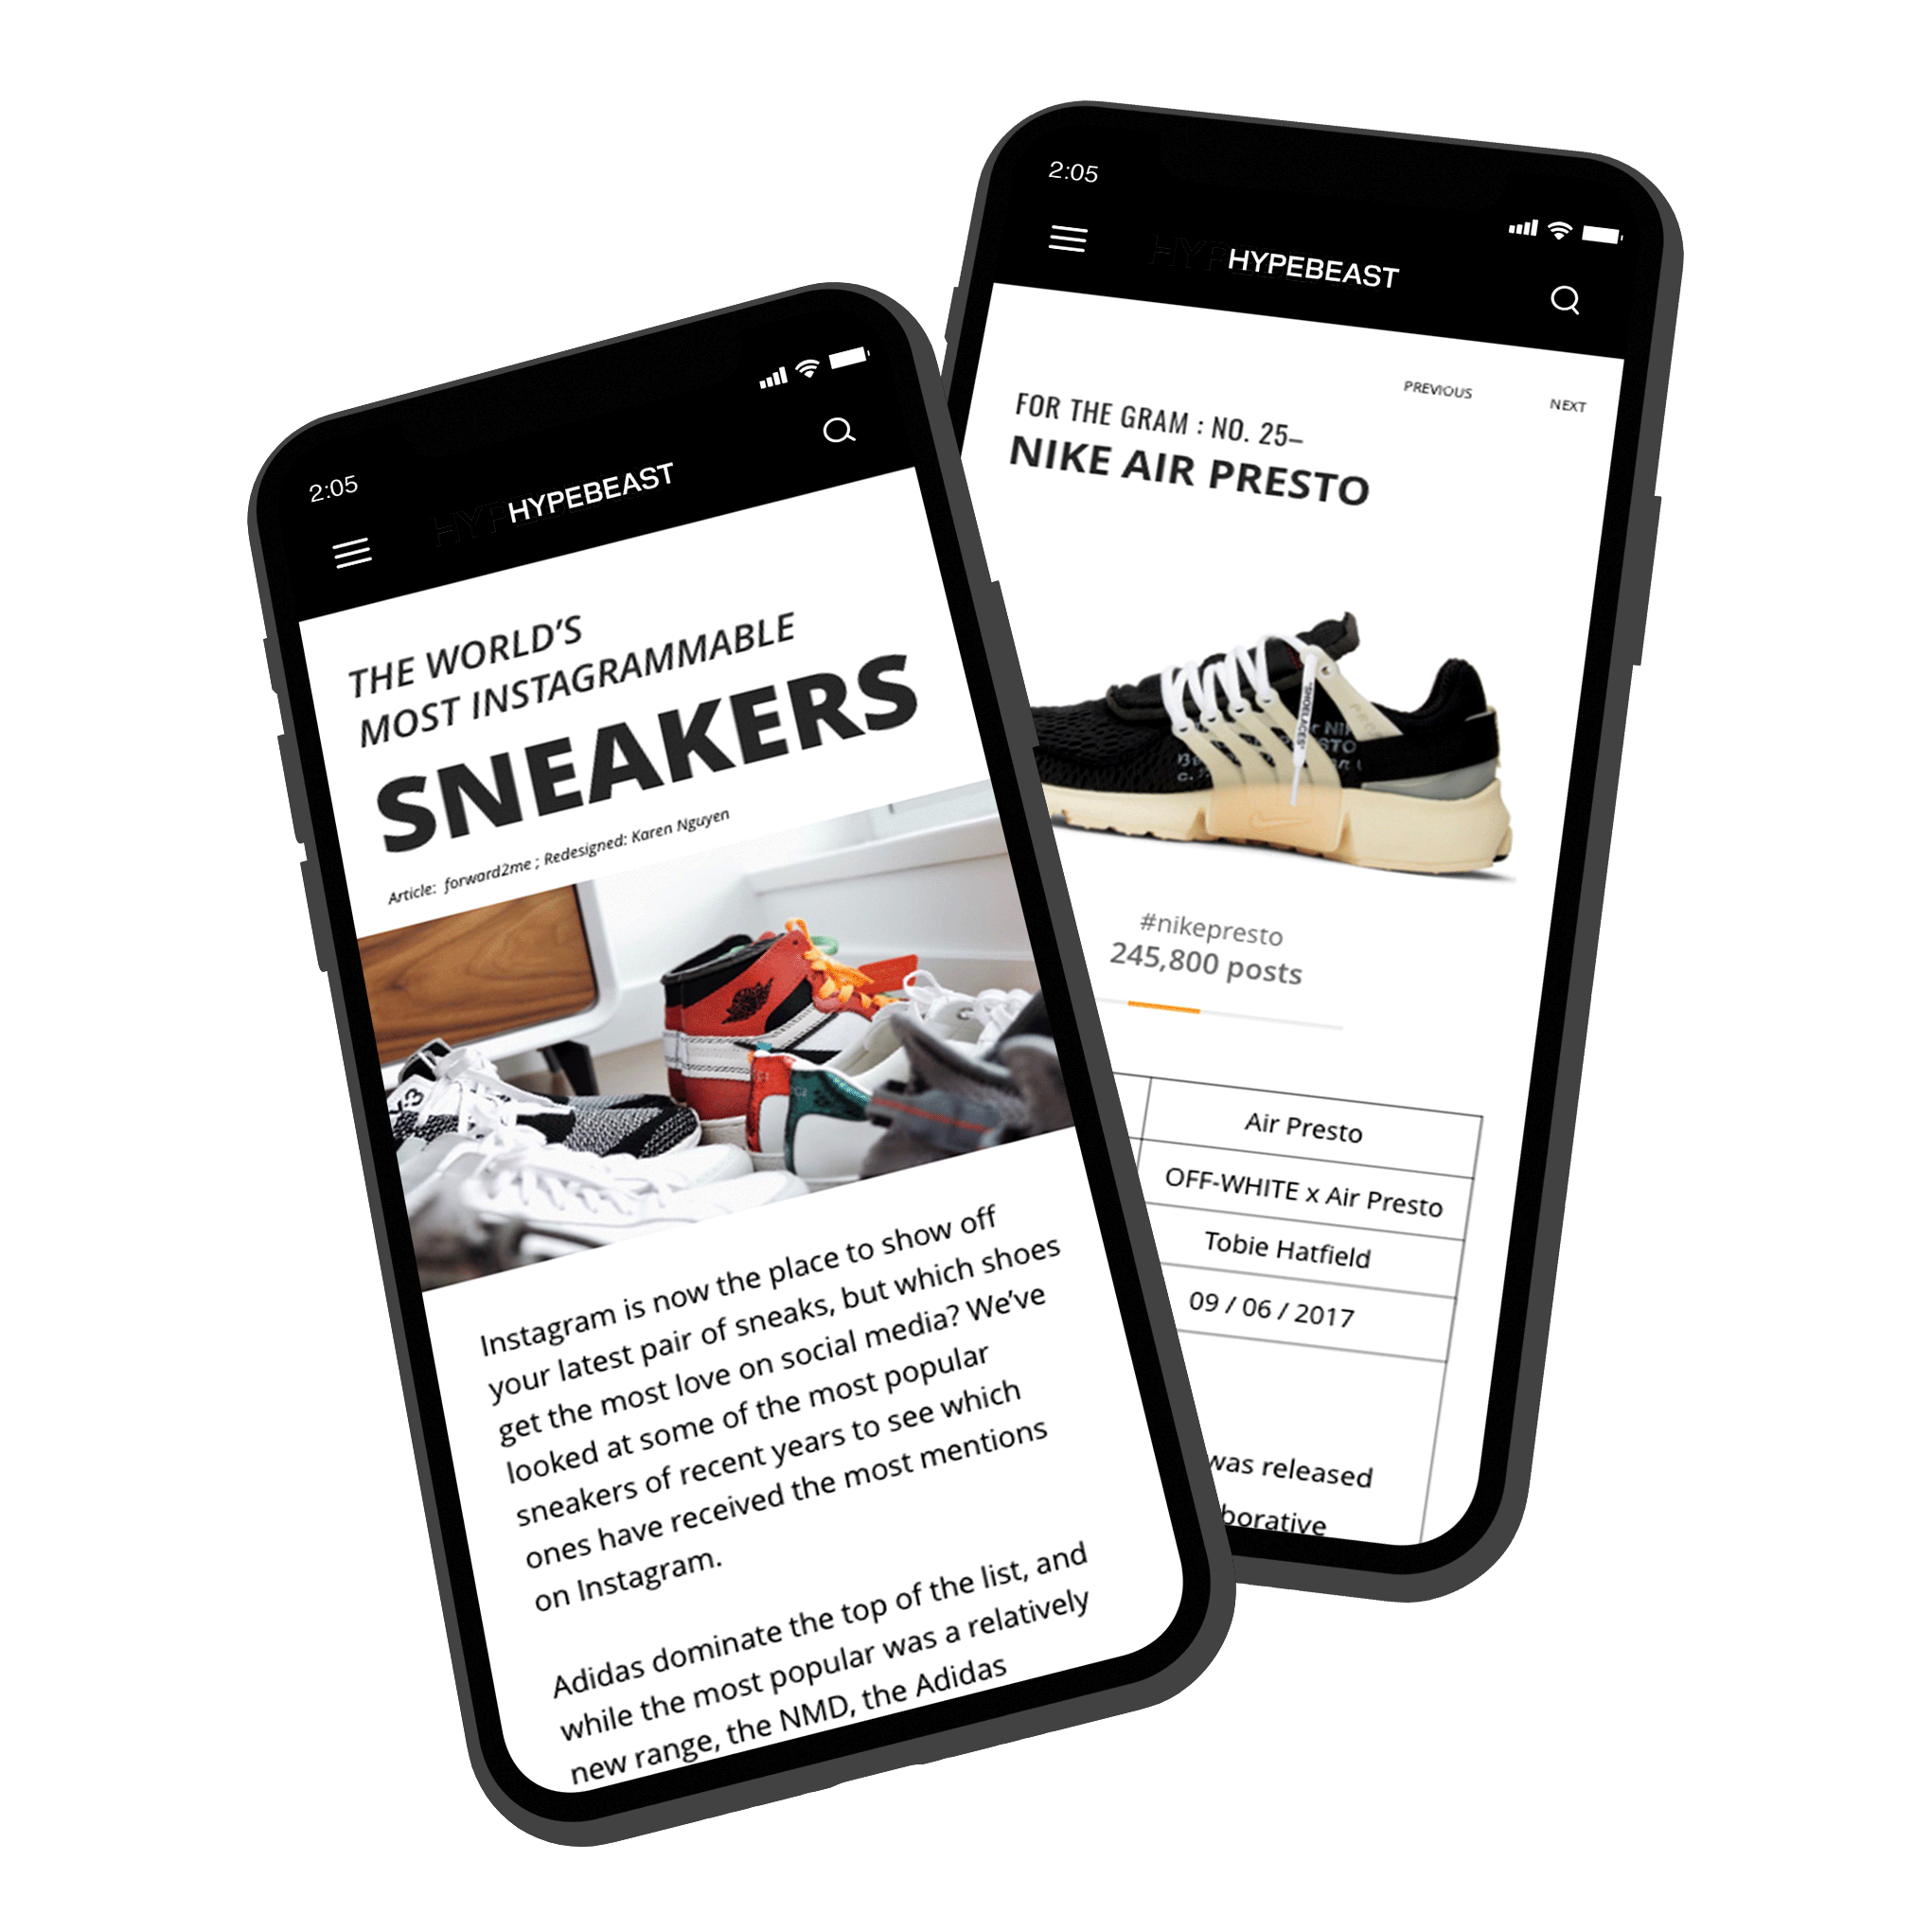 2:05
HYPEBEAST
THE WORLD'S
MOST INSTAGRAMMABLE
SNEAKERS
Article: forward2me ; Redesigned: Karen Nguyen
Instagram is now the place to show off
your latest pair of sneaks, but which shoes
get the most love on social media? We've
looked at some of the most popular
sneakers of recent years to see which
ones have received the most mentions
on Instagram.
Adidas dominate the top of the list, and
while the most popular was a relatively
new range, the NMD, the Adidas
2:05
HYPEBEAST
PREVIOUS NEXT
FOR THE GRAM : NO. 25–
NIKE AIR PRESTO
"SHOELACES"
#nikepresto
245,800 posts
Air Presto
OFF-WHITE x Air Presto
Tobie Hatfield
09 / 06 / 2017
was released
borative